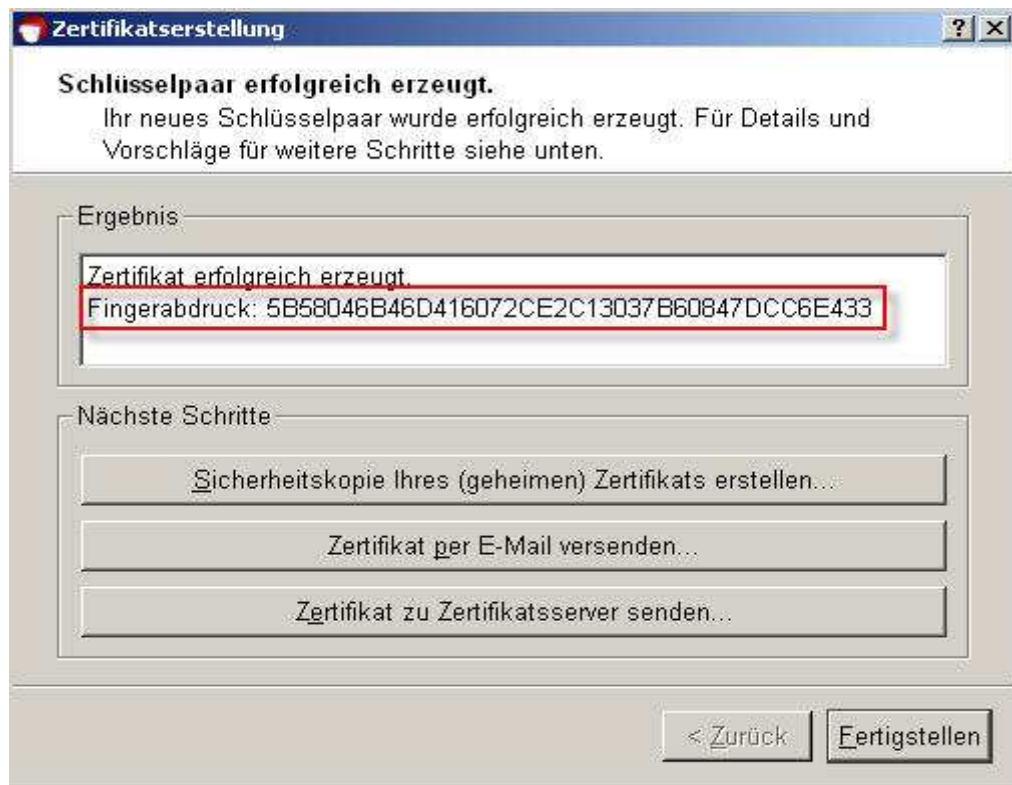 Zertifikatserstellung
Schlüsselpaar erfolgreich erzeugt.
Ihr neues Schlüsselpaar wurde erfolgreich erzeugt. Für Details und
Vorschläge für weitere Schritte siehe unten.
Ergebnis
Zertifikat erfolgreich erzeugt.
Fingerabdruck: 5B58046B46D416072CE2C13037B60847DCC6E433
Nächste Schritte
Sicherheitskopie Ihres (geheimen) Zertifikats erstellen...
Zertifikat per E-Mail versenden...
Zertifikat zu Zertifikatsserver senden...
< Zurück Fertigstellen